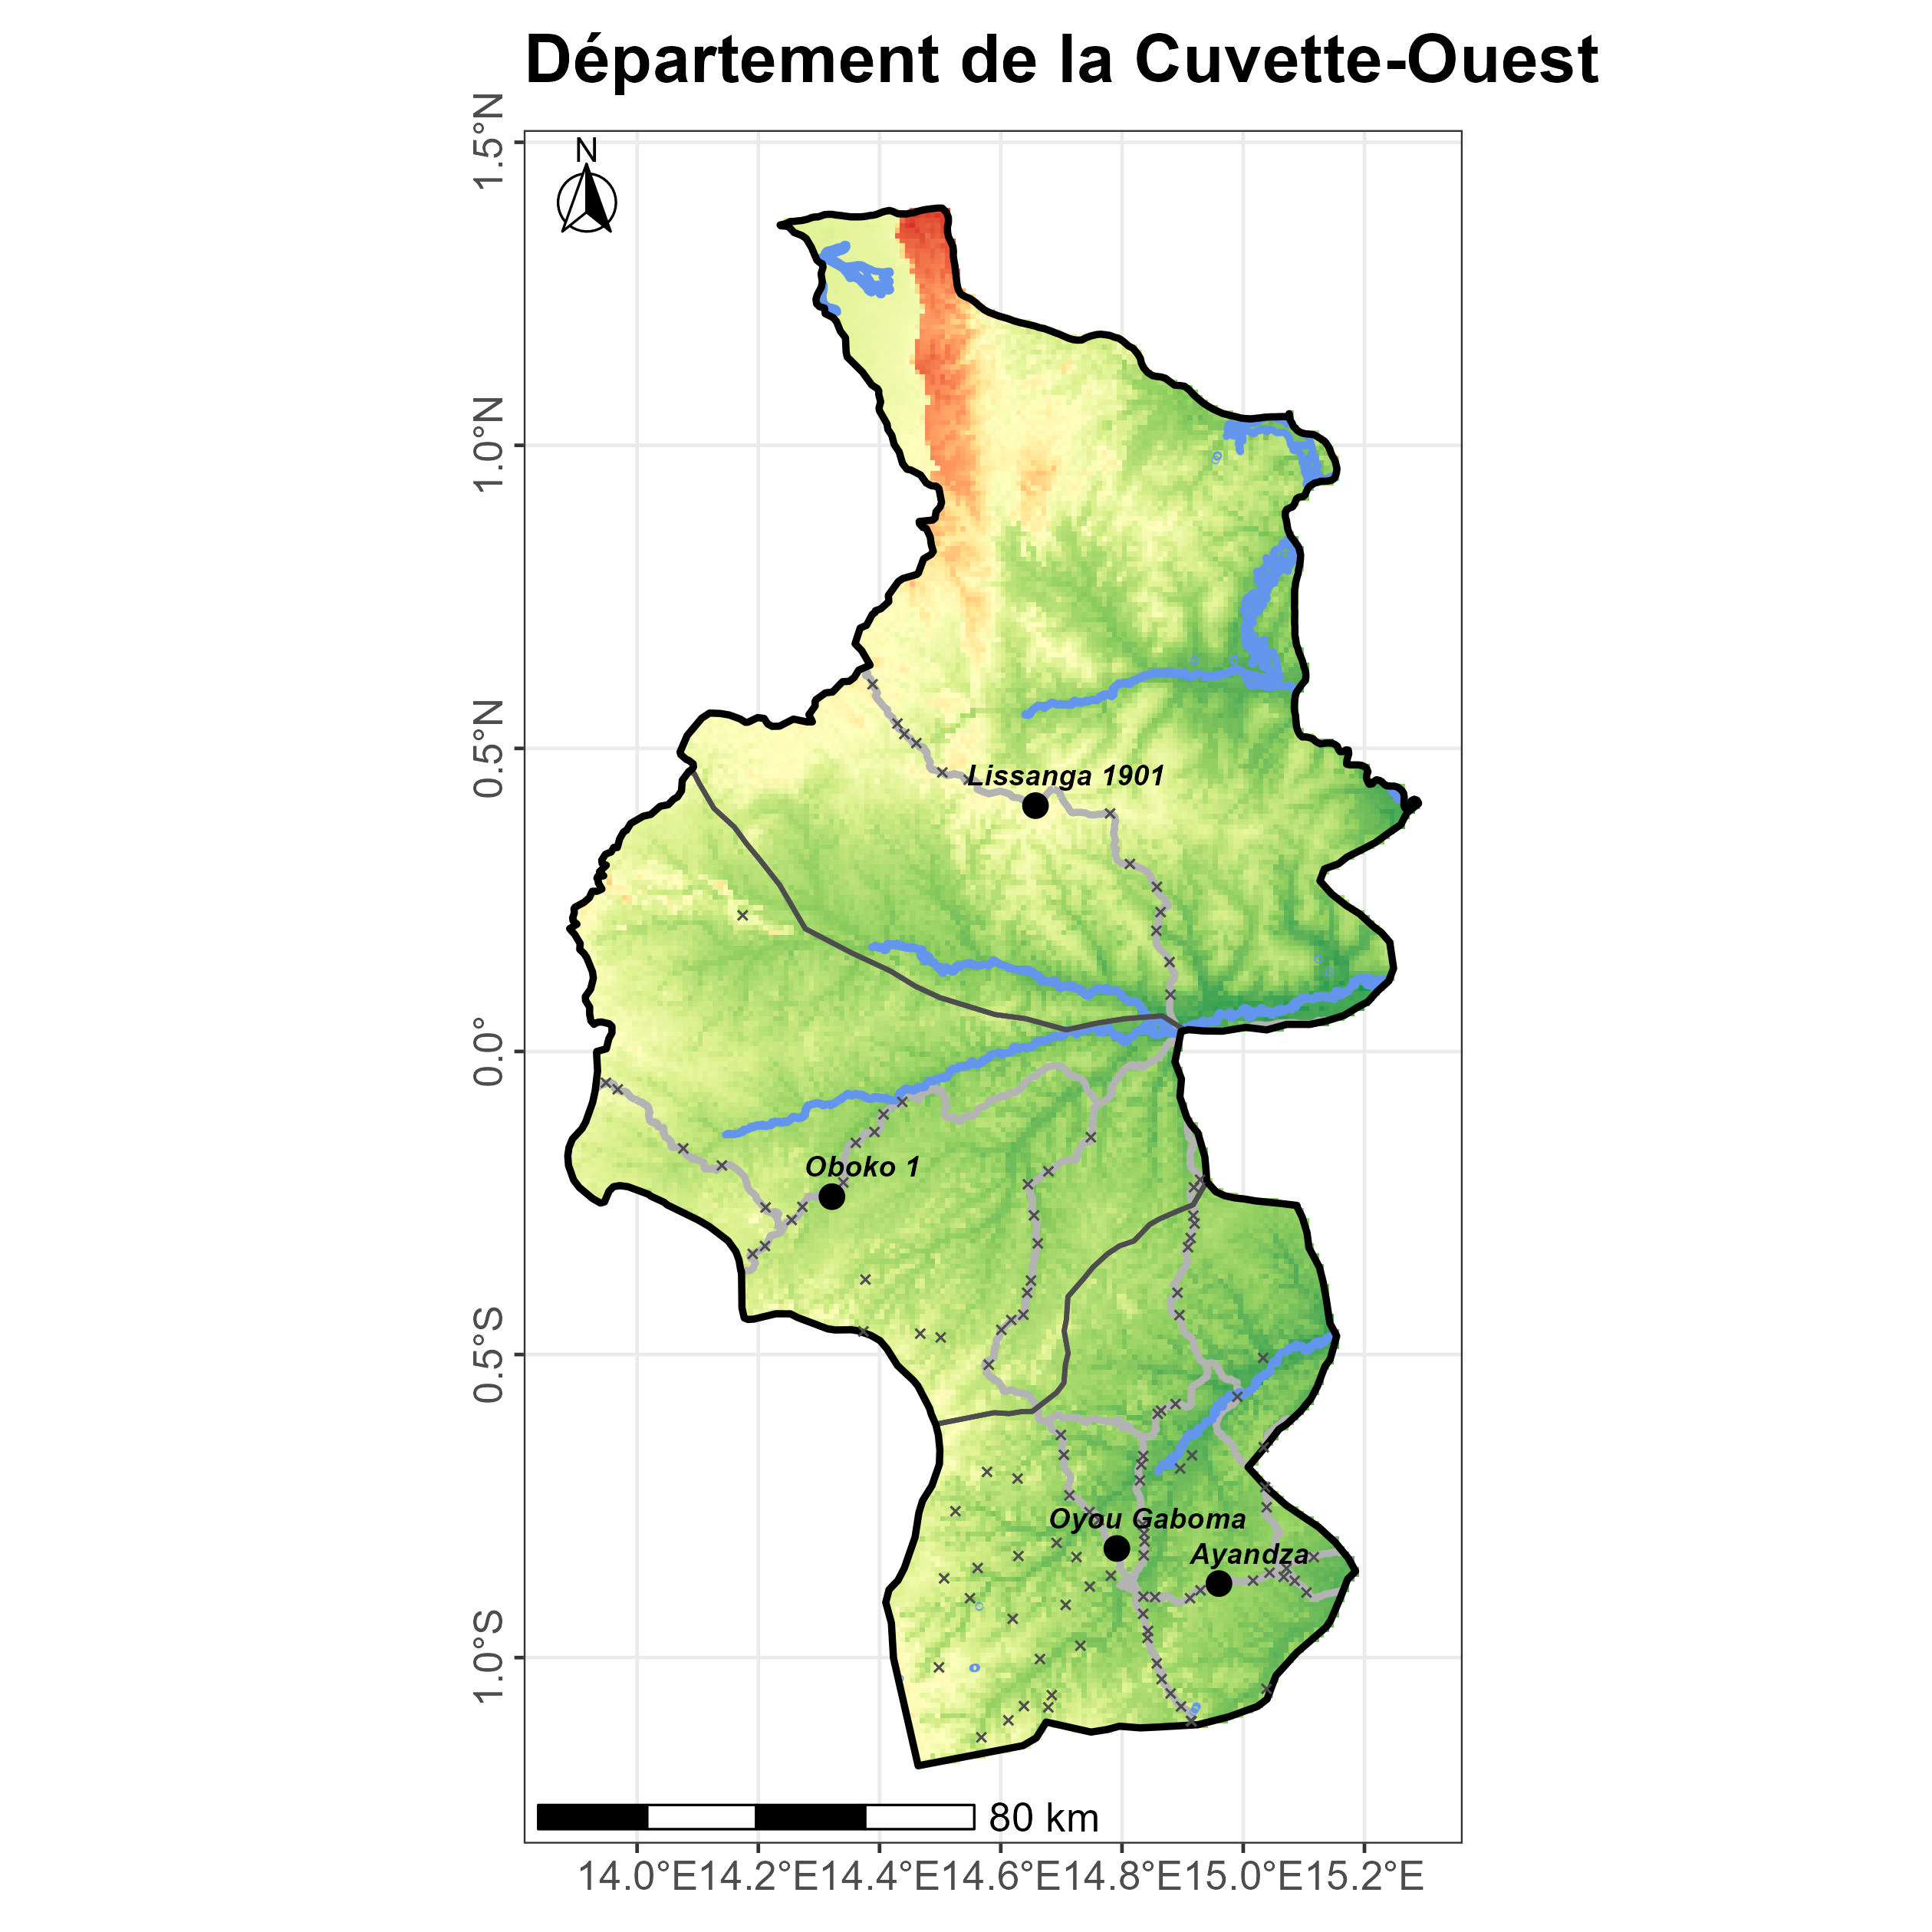 Département de la Cuvette-Ouest
N
1.5°N
1.0°N
0.5°N
0.0°
0.5°S
1.0°S
Lissanga 1901
Oboko 1
Oyou Gaboma
Ayandza
80 km
14.0°E 14.2°E 14.4°E 14.6°E 14.8°E 15.0°E 15.2°E